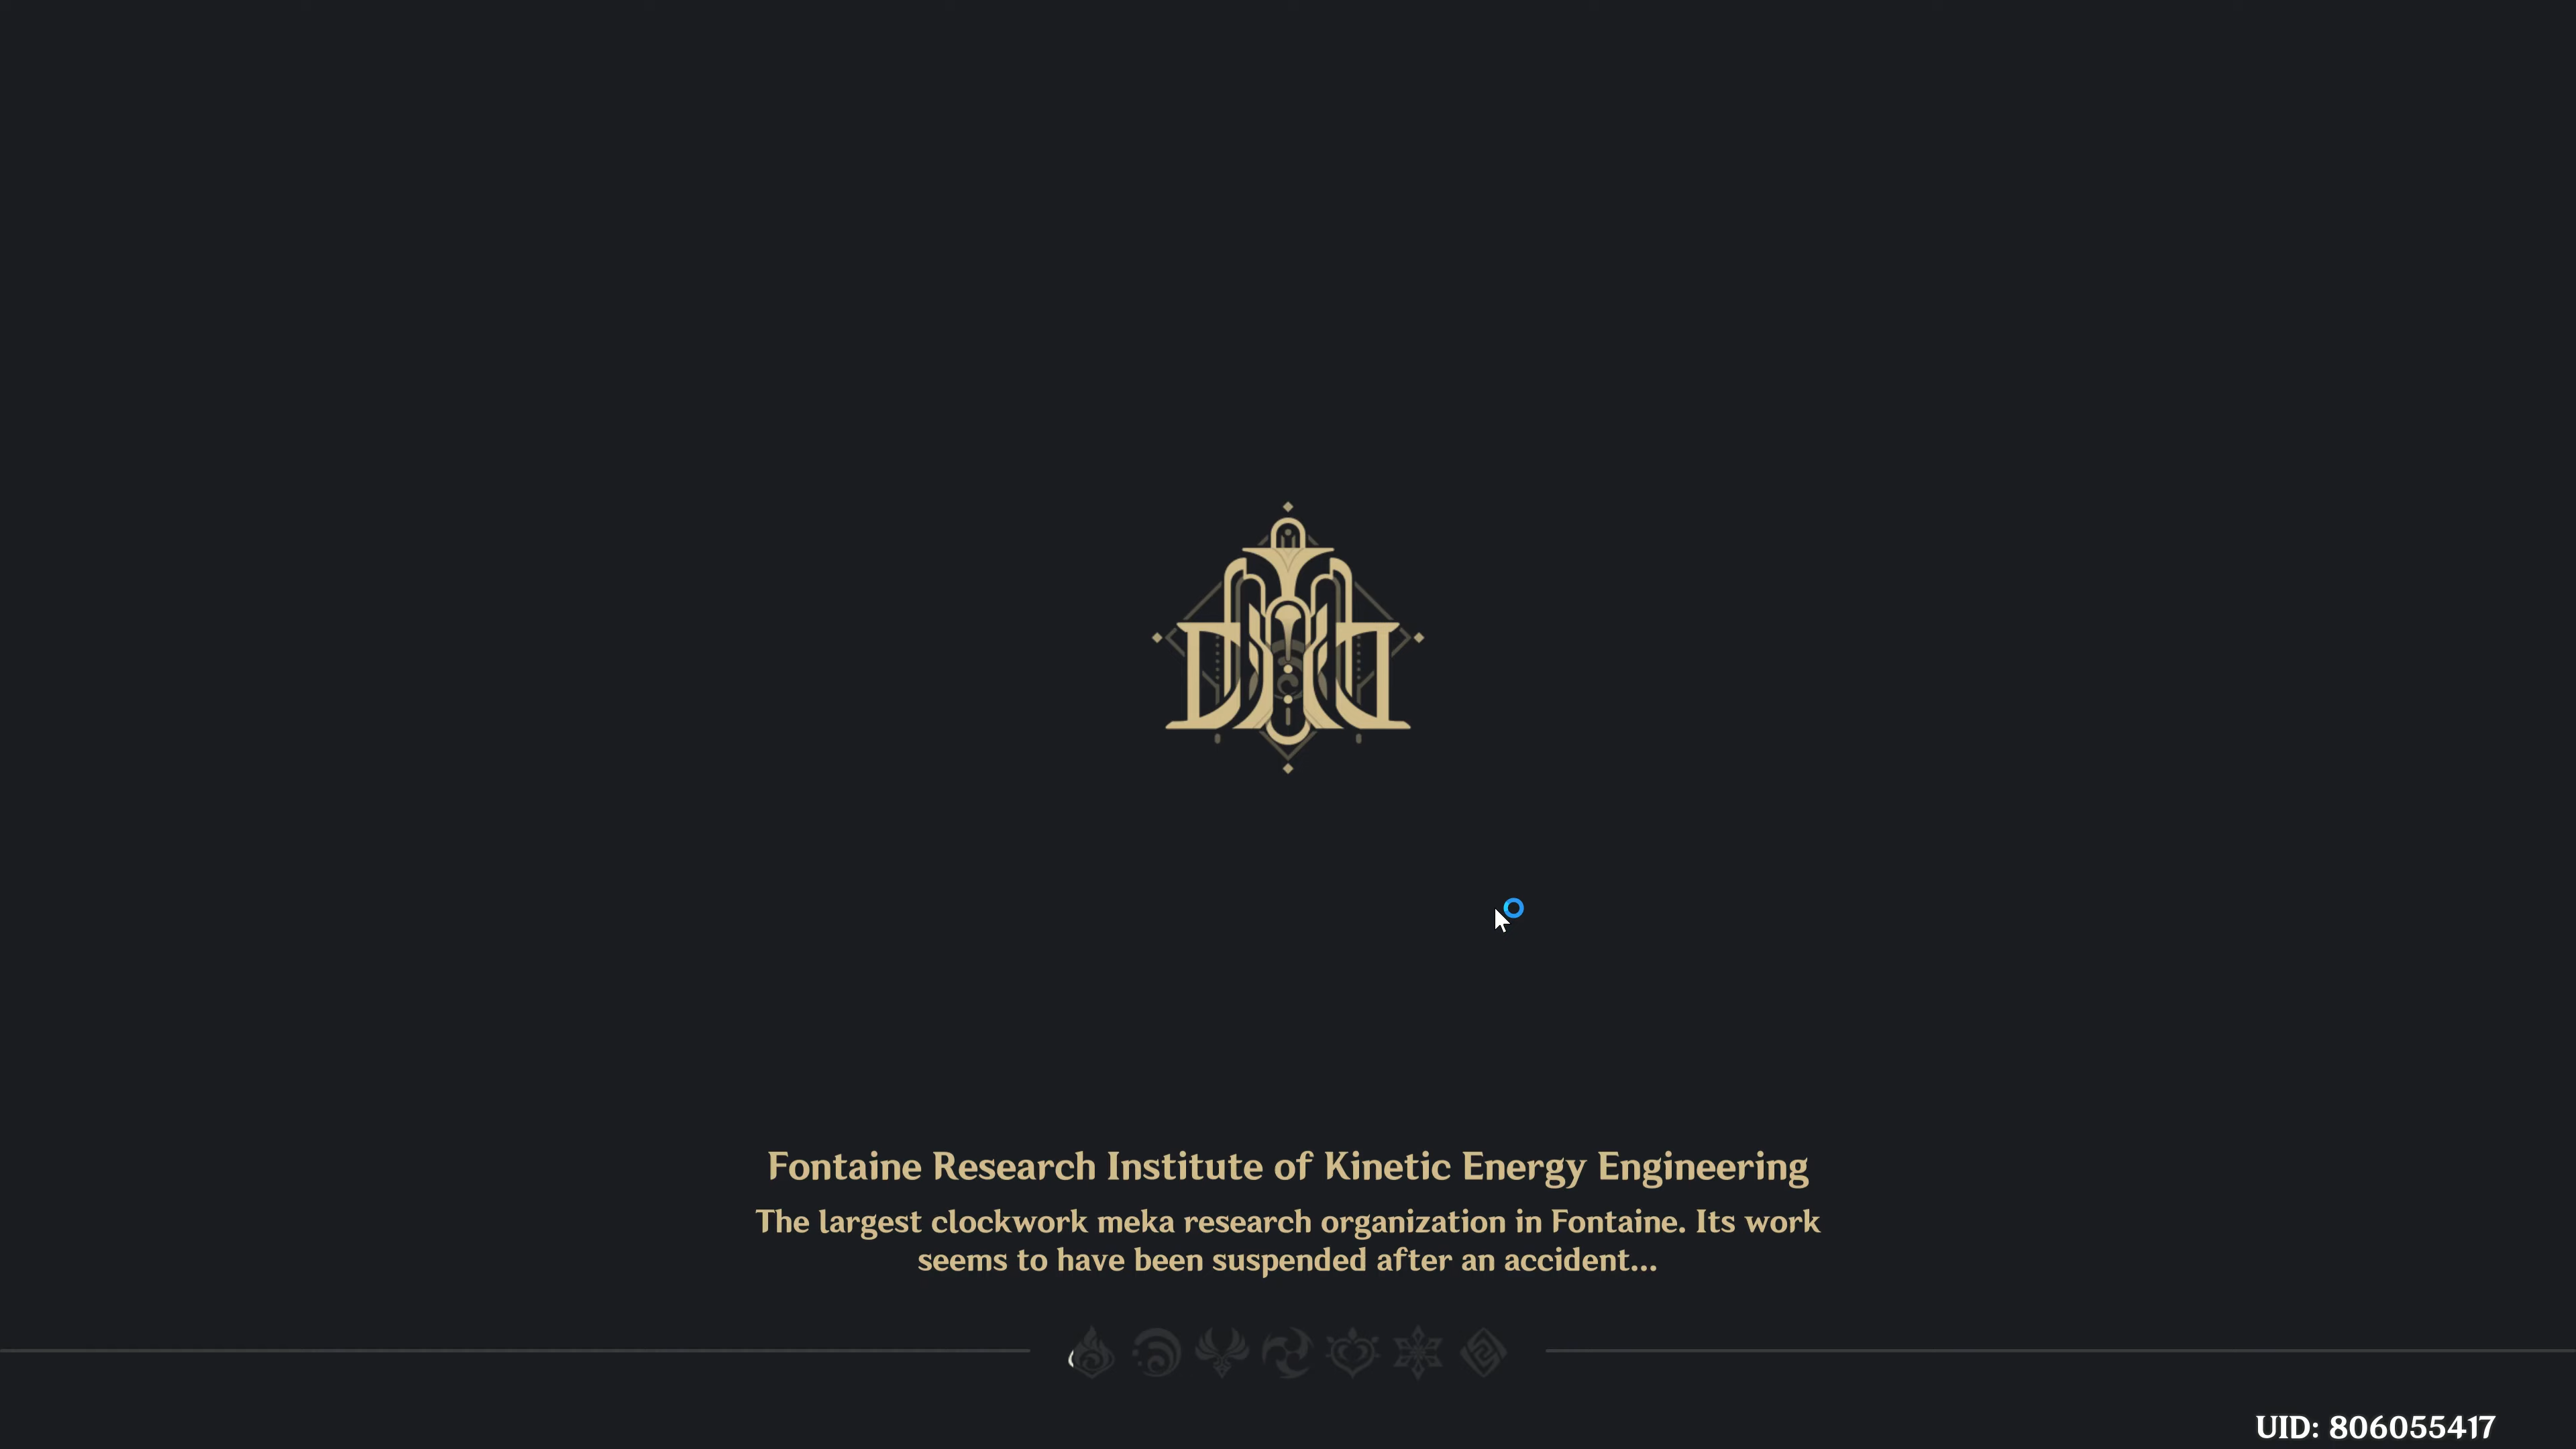 Fontaine Research Institute of Kinetic Energy Engineering
The largest clockwork meka research organization in Fontaine. Its work
seems to have been suspended after an accident...
UID: 806055417